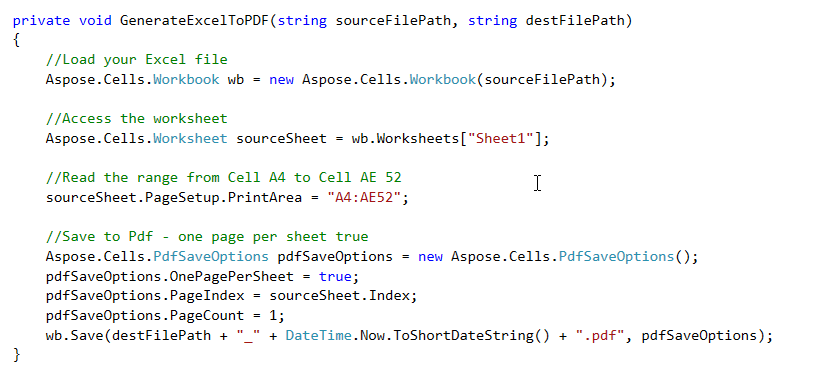 private void GenerateExcelToPDF(string sourceFilePath, string destFilePath)
{
//Load your Excel file
Aspose.Cells.Workbook wb = new Aspose.Cells.Workbook(sourceFilePath);
//Access the worksheet
Aspose.Cells.Worksheet sourceSheet = wb.Worksheets["Sheet1"];
//Read the range from Cell A4 to Cell AE 52
sourceSheet.PageSetup.PrintArea = "A4:AE52";
//Save to Pdf - one page per sheet true
Aspose.Cells.PdfSaveOptions pdfSaveOptions = new Aspose.Cells.PdfSaveOptions();
pdfSaveOptions.OnePagePerSheet = true;
pdfSaveOptions.PageIndex = sourceSheet.Index;
pdfSaveOptions.PageCount = 1;
wb.Save(destFilePath + "_" + DateTime.Now.ToShortDateString() + ".pdf", pdfSaveOptions);
}